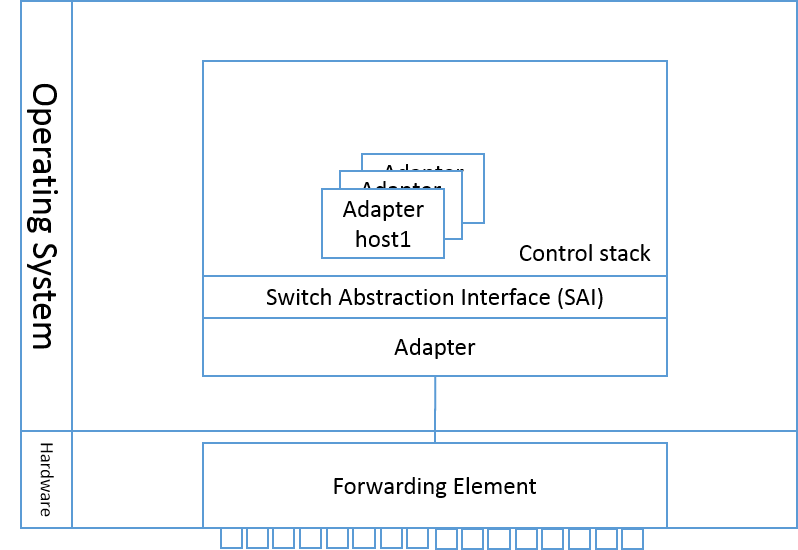 Operating System
Adapter
Adapter
Adapter
host1
Control stack
Switch Abstraction Interface (SAI)
Adapter
Hardware
Forwarding Element